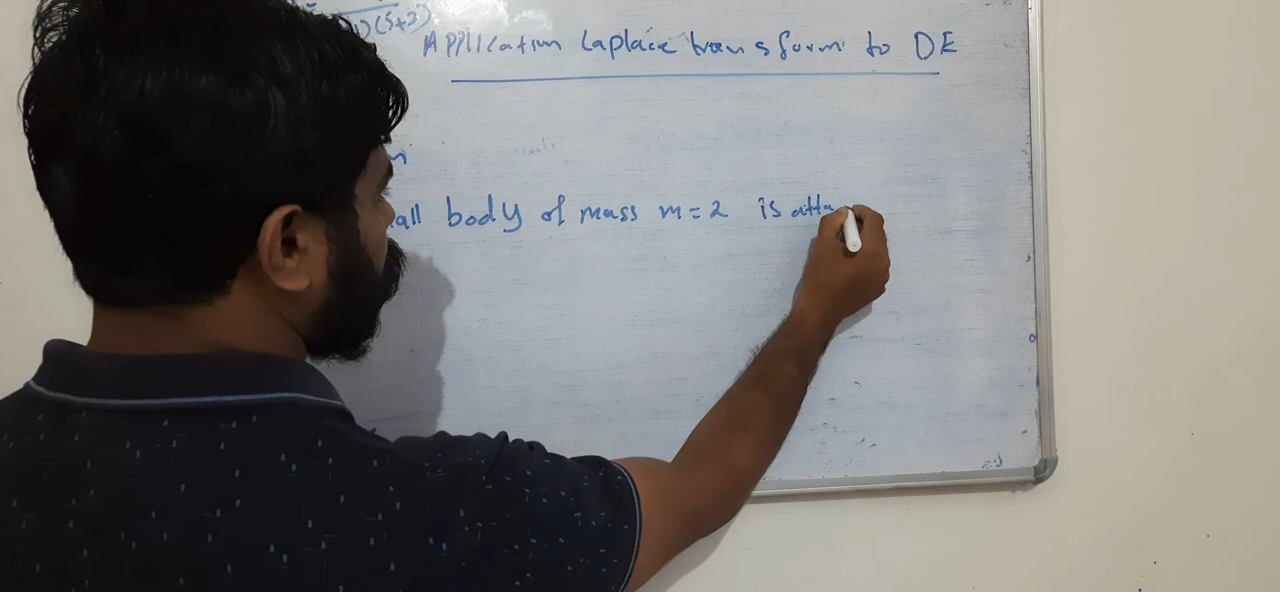 (s+2)
Application Laplace transform to DE
all body of mass m = 2 is atta